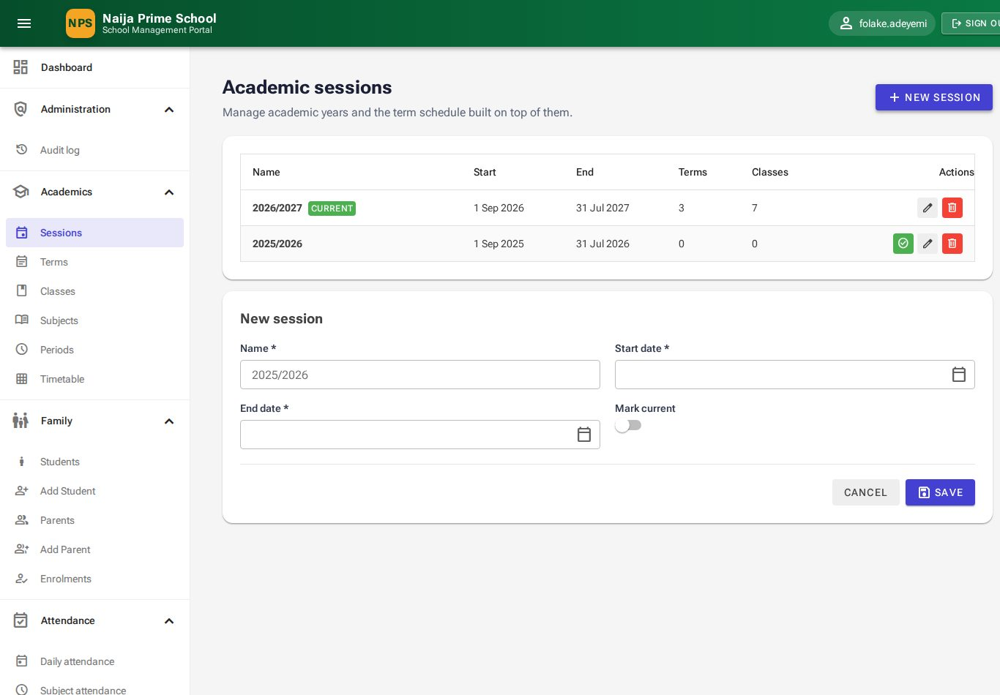 NPS
Naija Prime School
School Management Portal
folake.adeyemi
SIGN OU
Dashboard
Administration
Audit log
Academics
Sessions
Terms
Classes
Subjects
Periods
Timetable
Family
Students
Add Student
Parents
Add Parent
Enrolments
Attendance
Daily attendance
Subject attendance
Academic sessions
Manage academic years and the term schedule built on top of them.
NEW SESSION
Name Start End Terms Classes Actions
2026/2027 CURRENT 1 Sep 2026 31 Jul 2027 3 7
2025/2026 1 Sep 2025 31 Jul 2026 0 0
New session
Name * Start date *
2025/2026
End date * Mark current
CANCEL SAVE